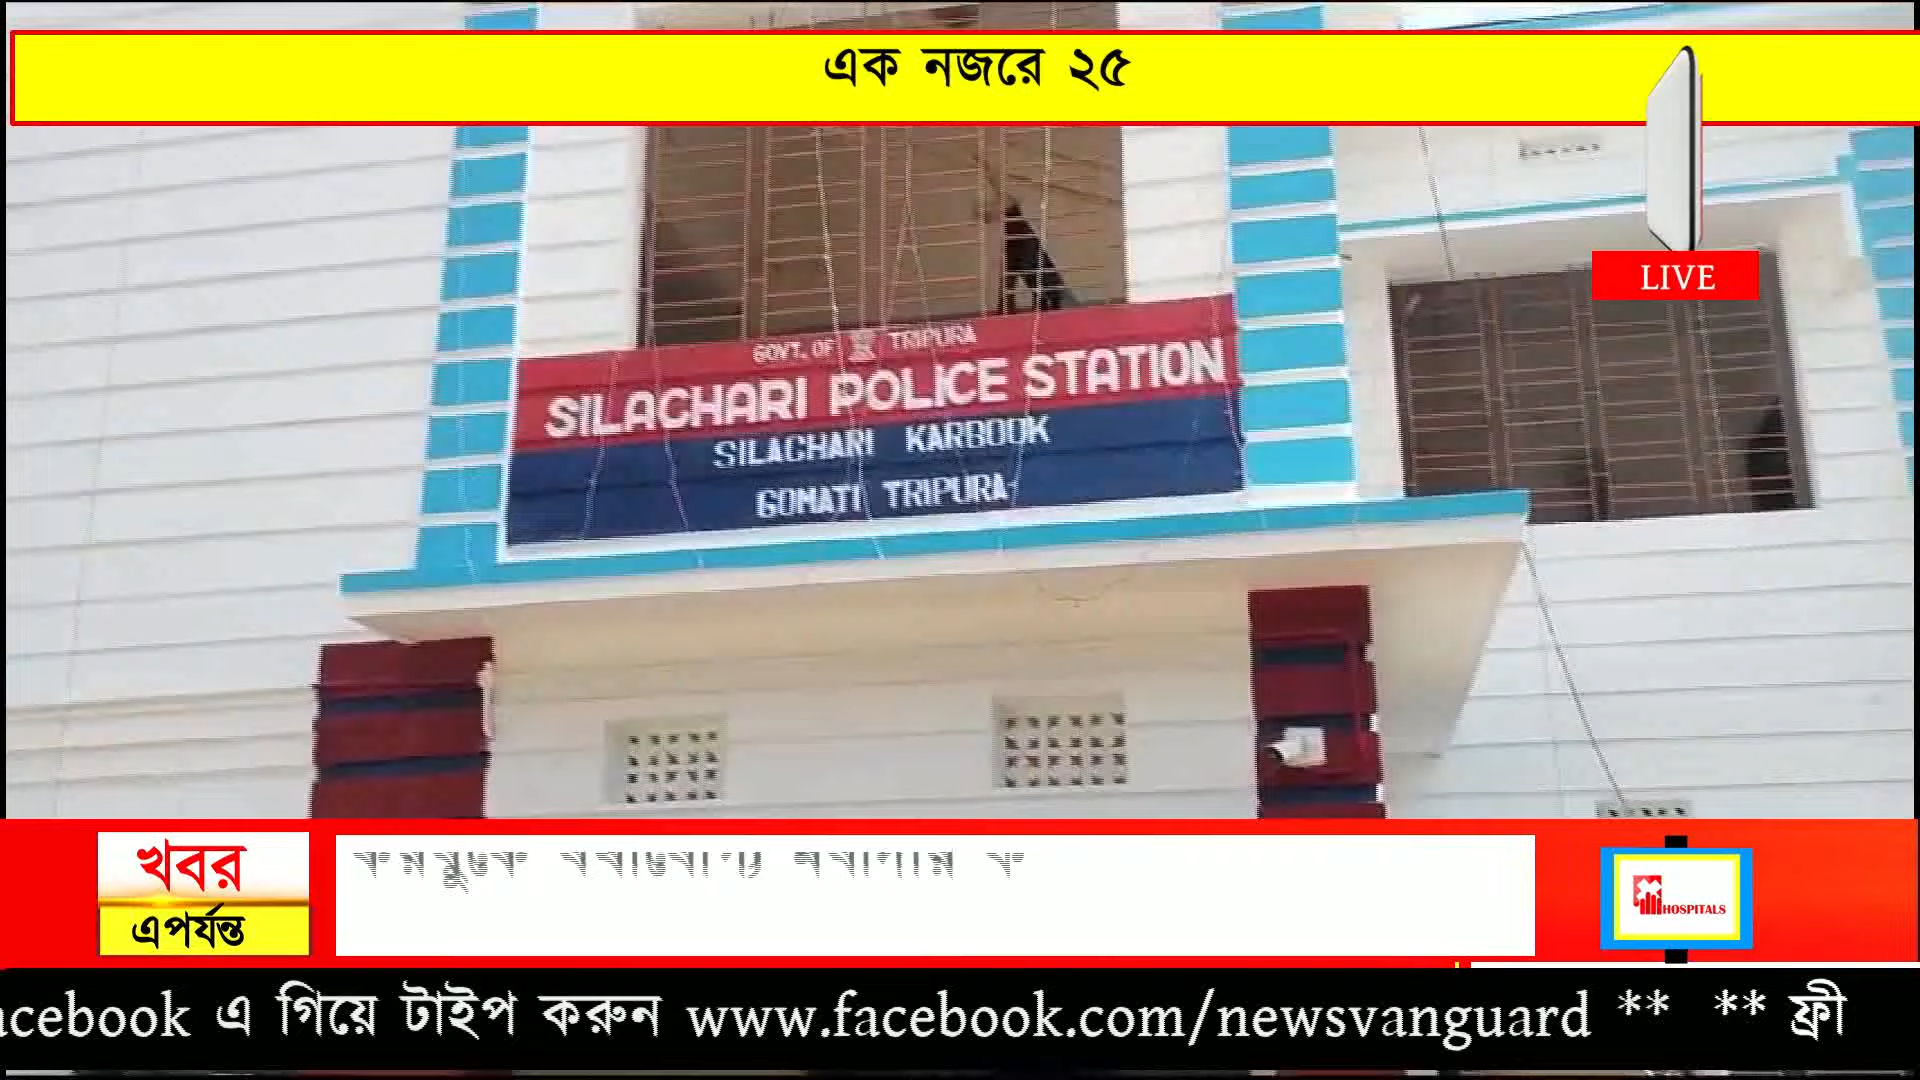 এক নজরে ২৫
LIVE
GOVT. OF TRIPURA
SILACHARI POLICE STATION
SILACHARI KARBOOK
GOMATI TRIPURA
খবর
এপর্যন্ত
HOSPITALS
acebook এ গিয়ে টাইপ করুন www.facebook.com/newsvanguard ** ** ফ্রী